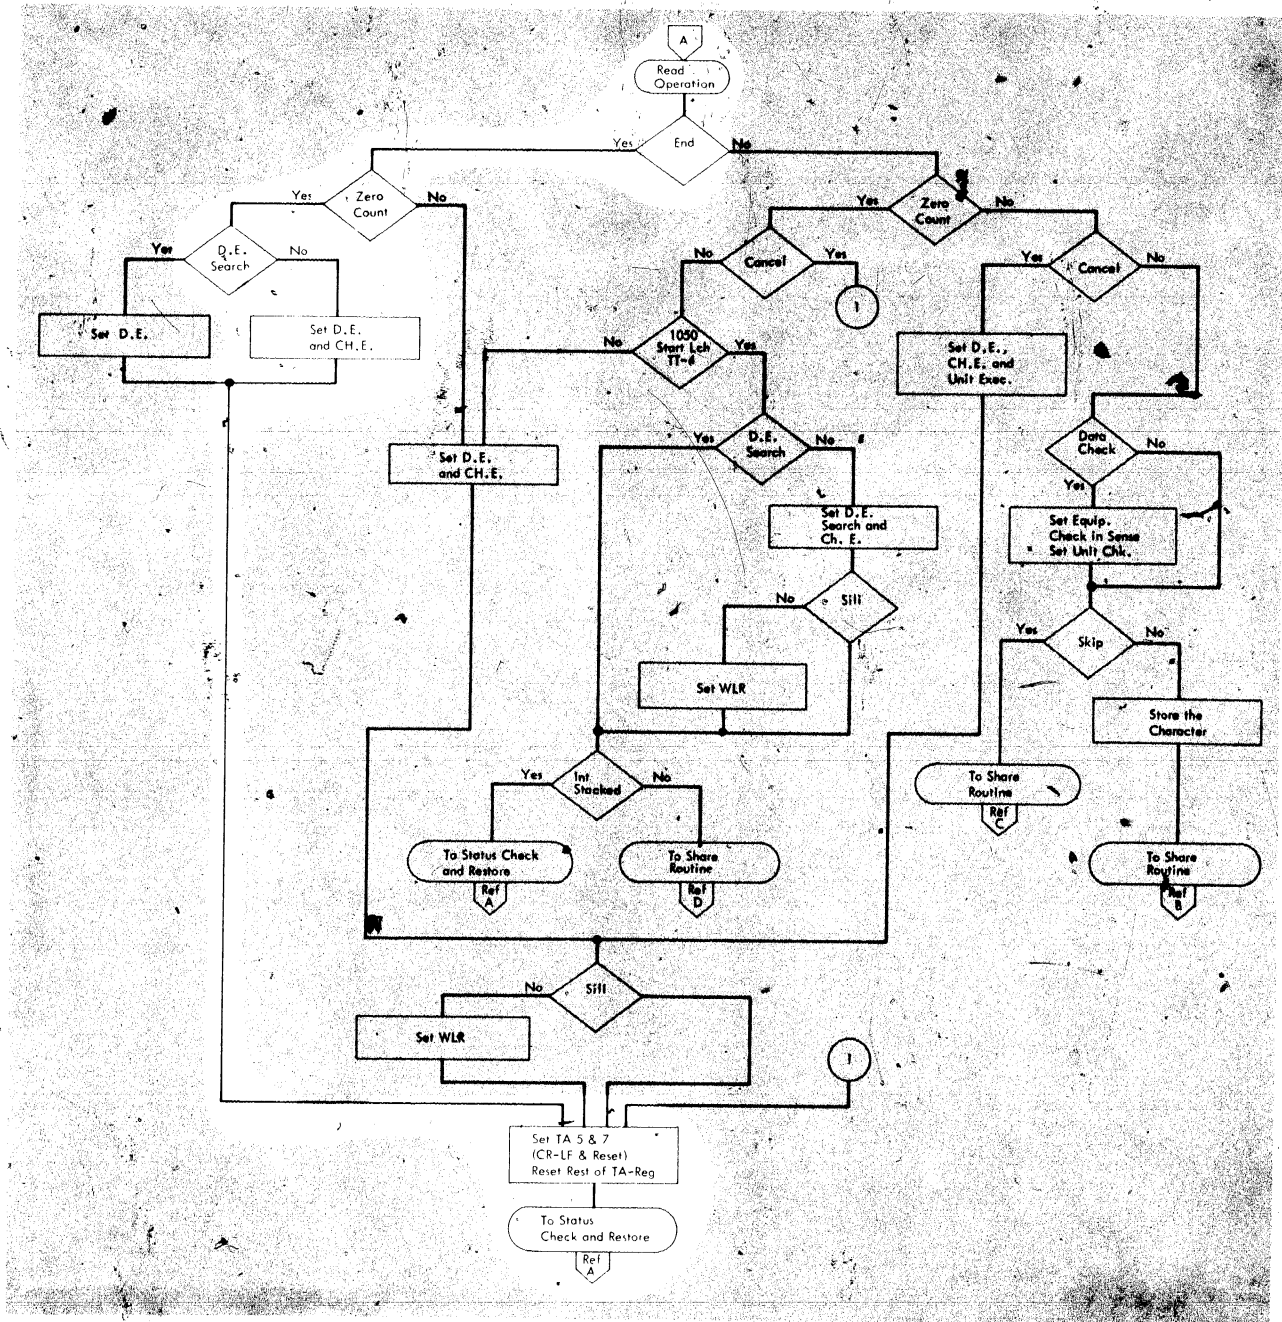 A
Read
Operation
End
Yes
No
Zero
Count
Yes
No
D.E.
Search
Yes
No
Set D.E.
Set D.E.
and CH.E.
Zero
Count
Yes
No
Cancel
No
Yes
1
Cancel
Yes
No
1050
Start Lch
TT-6
No
Yes
Set D.E.,
CH.E. and
Unit Exec.
D.E.
Search
Yes
No
Data
Check
No
Yes
Set D.E.
and CH.E.
Set D.E.
Search and
Ch. E.
Set Equip.
Check in Sense
Set Unit Chk.
Sili
No
Skip
Yes
No
Set WLR
Store the
Character
Int
Stacked
Yes
No
To Share
Routine
Ref
C
To Status Check
and Restore
Ref
A
To Share
Routine
Ref
D
To Share
Routine
Ref
B
Sili
No
Set WLR
1
Set TA 5 & 7
(CR-LF & Reset)
Reset Rest of TA-Reg
To Status
Check and Restore
Ref
A